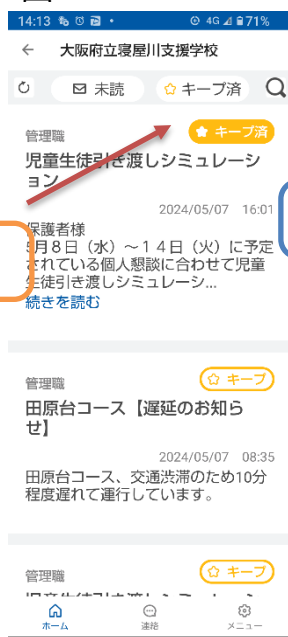 14:13 4G 71%
大阪府立寝屋川支援学校
未読 キープ済
管理職 キープ済
児童生徒引き渡しシミュレーシ
ョン
2024/05/07 16:01
保護者様
5月8日（水）～14日（火）に予定
されている個人懇談に合わせて児童
生徒引き渡しシミュレーシ...
続きを読む
管理職 キープ
田原台コース【遅延のお知ら
せ】
2024/05/07 08:35
田原台コース、交通渋滞のため10分
程度遅れて運行しています。
管理職 キープ
ホーム 連絡 メニュー